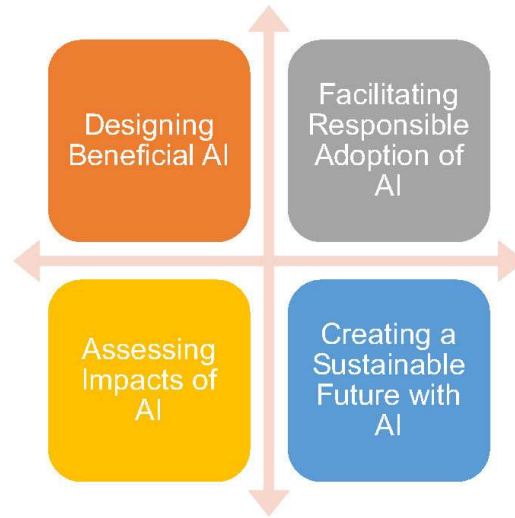 Designing
Beneficial AI
Facilitating
Responsible
Adoption of
AI
Assessing
Impacts of
AI
Creating a
Sustainable
Future with
AI